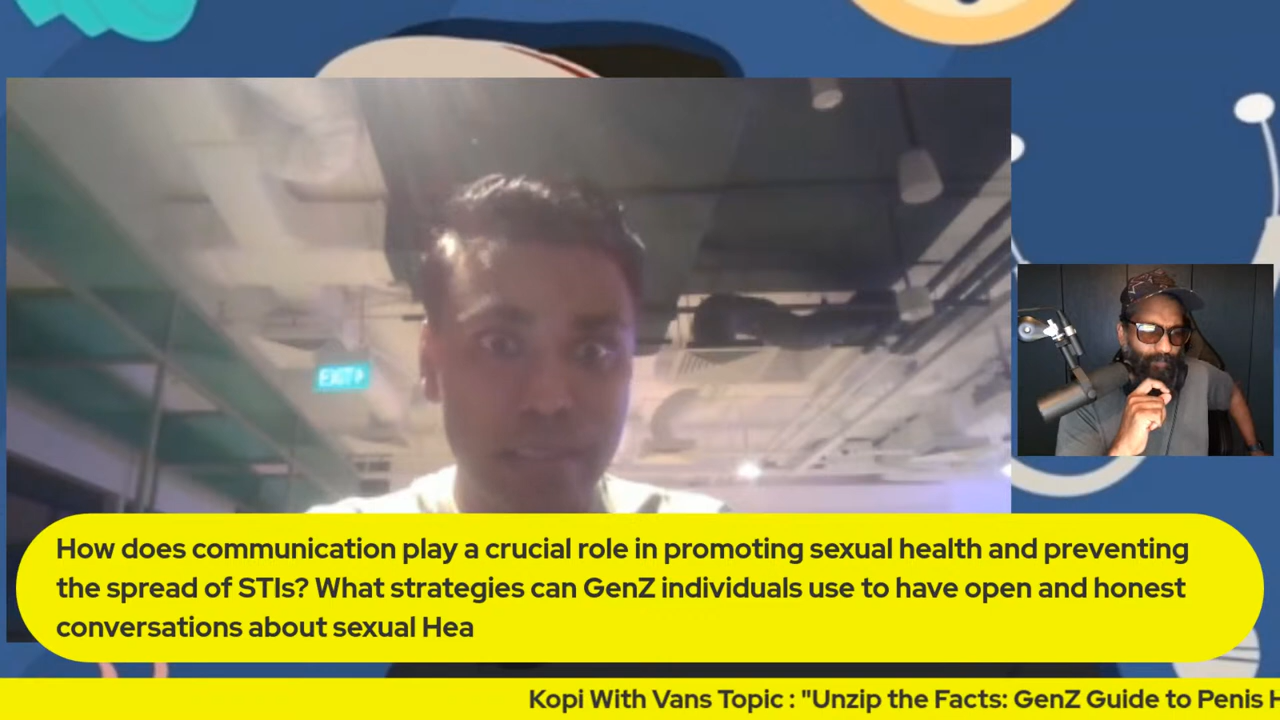 EXIT
How does communication play a crucial role in promoting sexual health and preventing
the spread of STIs? What strategies can GenZ individuals use to have open and honest
conversations about sexual Hea
Kopi With Vans Topic : "Unzip the Facts: GenZ Guide to Penis H